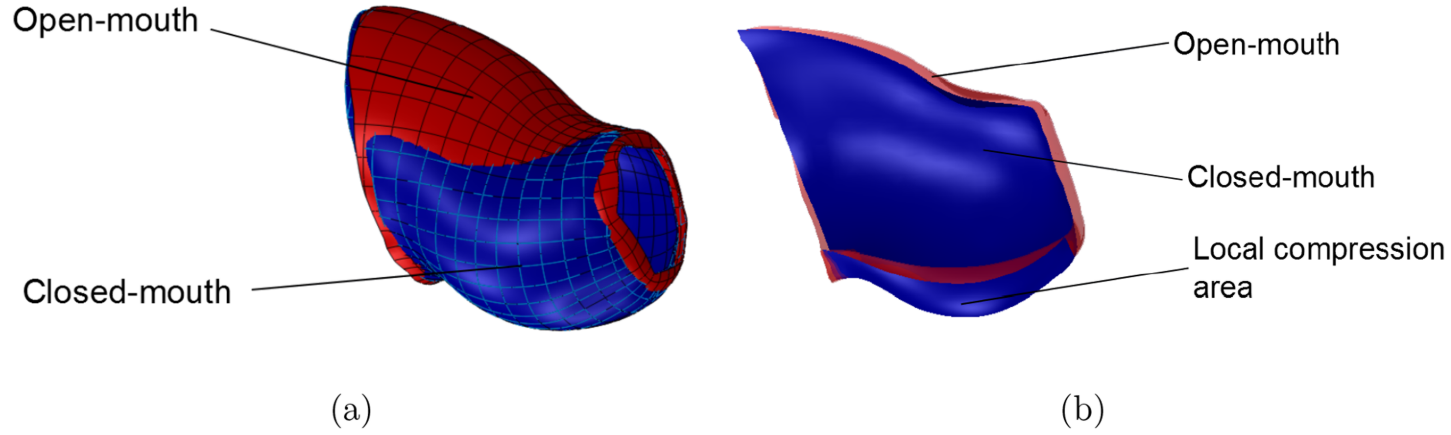 Open-mouth
Closed-mouth
(a)
Open-mouth
Closed-mouth
Local compression
area
(b)